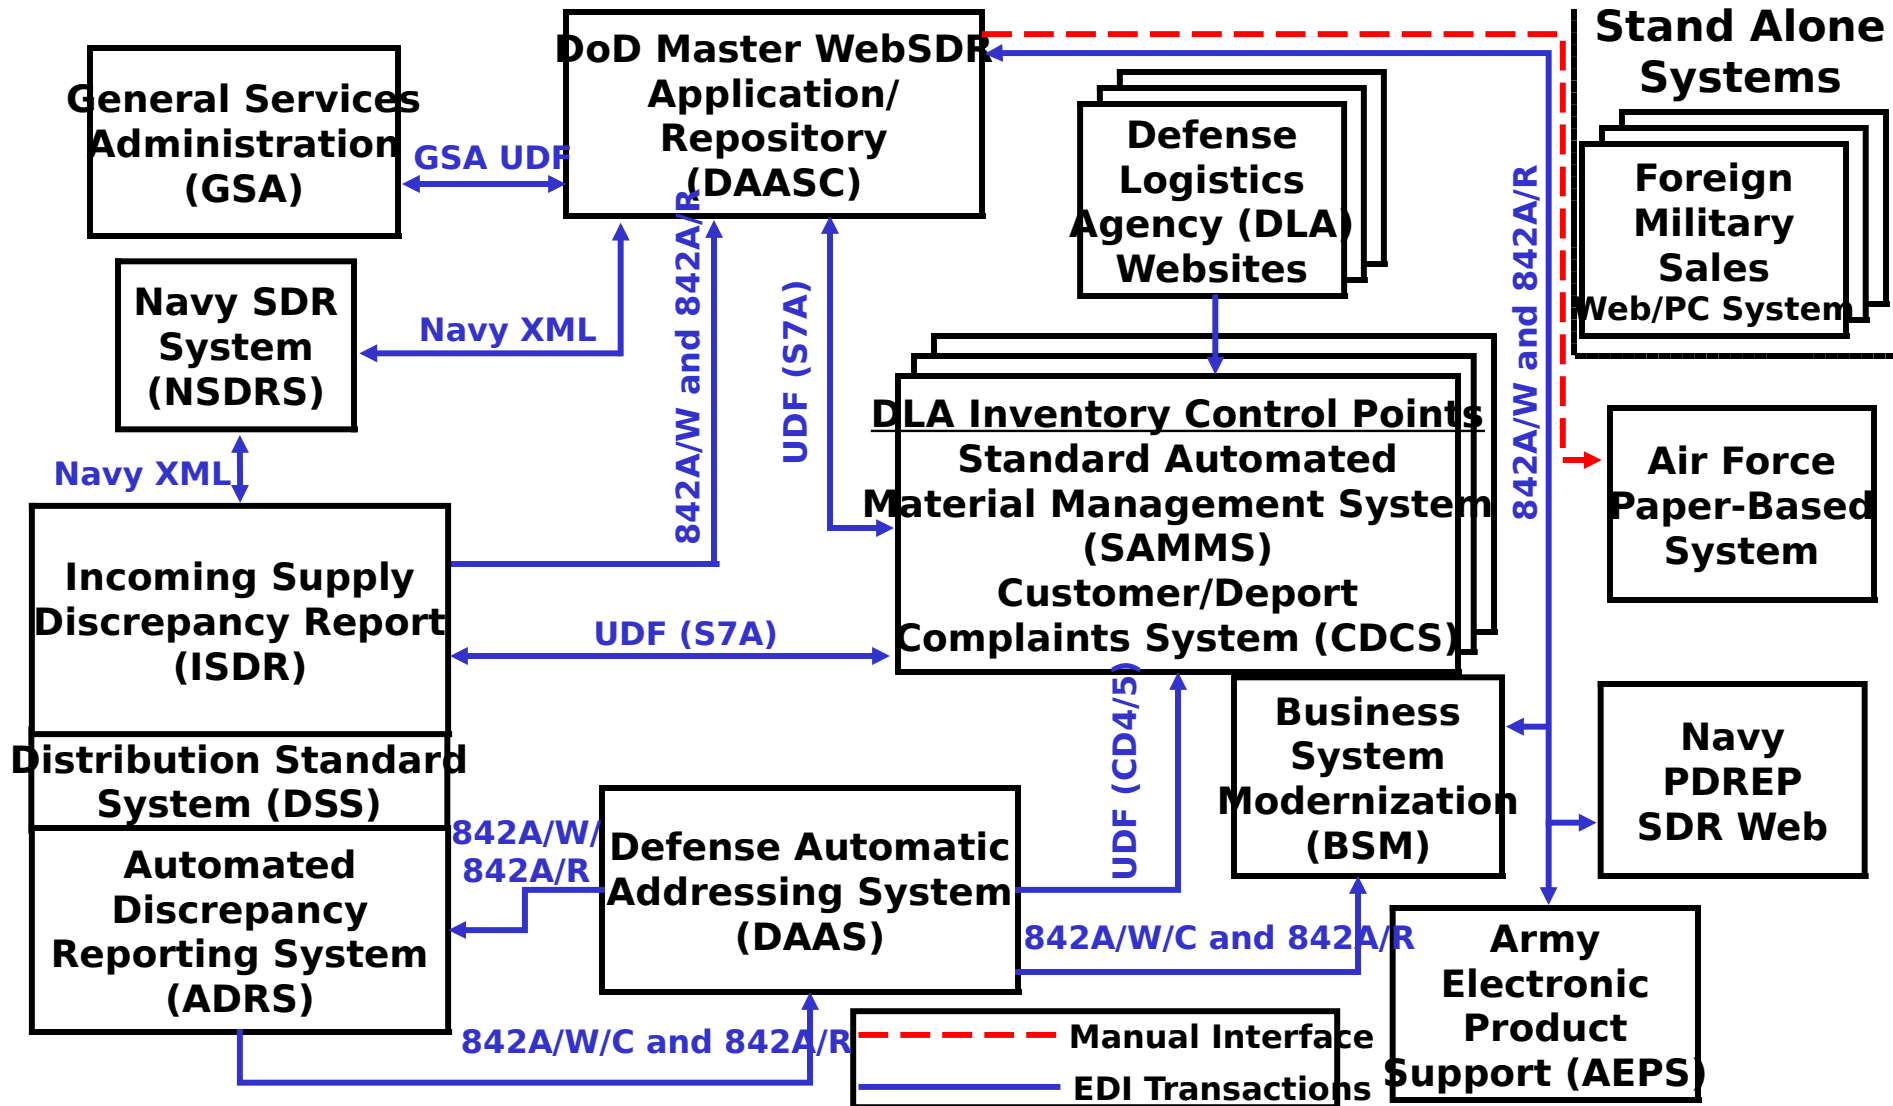 DoD Master WebSDR
Application/
Repository
(DAASC)
Stand Alone
Systems
General Services
Administration
(GSA)
GSA UDF
Defense
Logistics
Agency (DLA)
Websites
Foreign
Military
Sales
Web/PC System
Navy SDR
System
(NSDRS)
Navy XML
842A/W and 842A/R
UDF (S7A)
842A/W and 842A/R
Navy XML
DLA Inventory Control Points
Standard Automated
Material Management System
(SAMMS)
Customer/Deport
Complaints System (CDCS)
Air Force
Paper-Based
System
Incoming Supply
Discrepancy Report
(ISDR)
UDF (S7A)
Distribution Standard
System (DSS)
Automated
Discrepancy
Reporting System
(ADRS)
842A/W/
842A/R
Defense Automatic
Addressing System
(DAAS)
UDF (CD4/5)
Business
System
Modernization
(BSM)
Navy
PDREP
SDR Web
842A/W/C and 842A/R
842A/W/C and 842A/R
Army
Electronic
Product
Support (AEPS)
Manual Interface
EDI Transactions